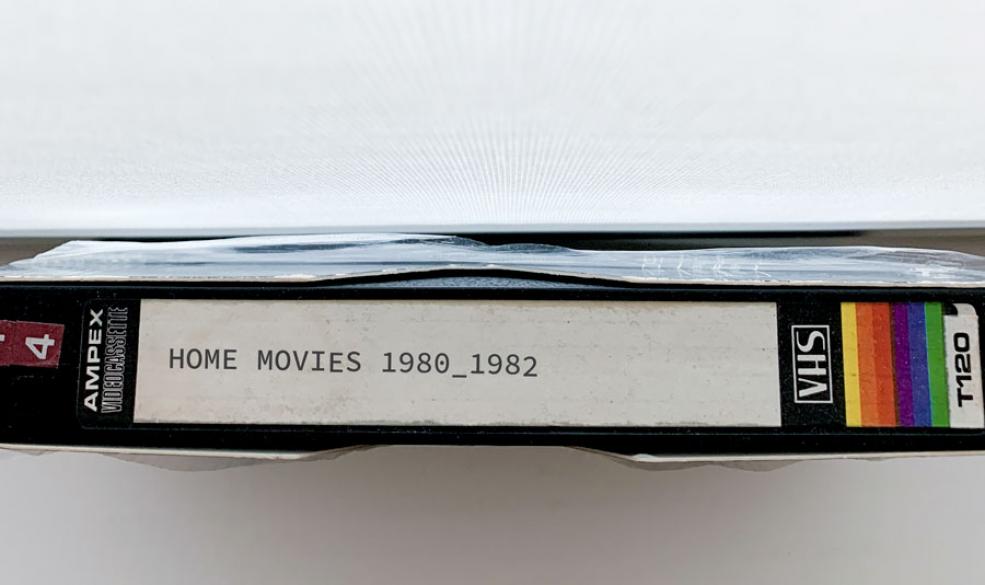 4
AMPEX
VIDEOCASSETTE
HOME MOVIES 1980_1982
VHS
T120